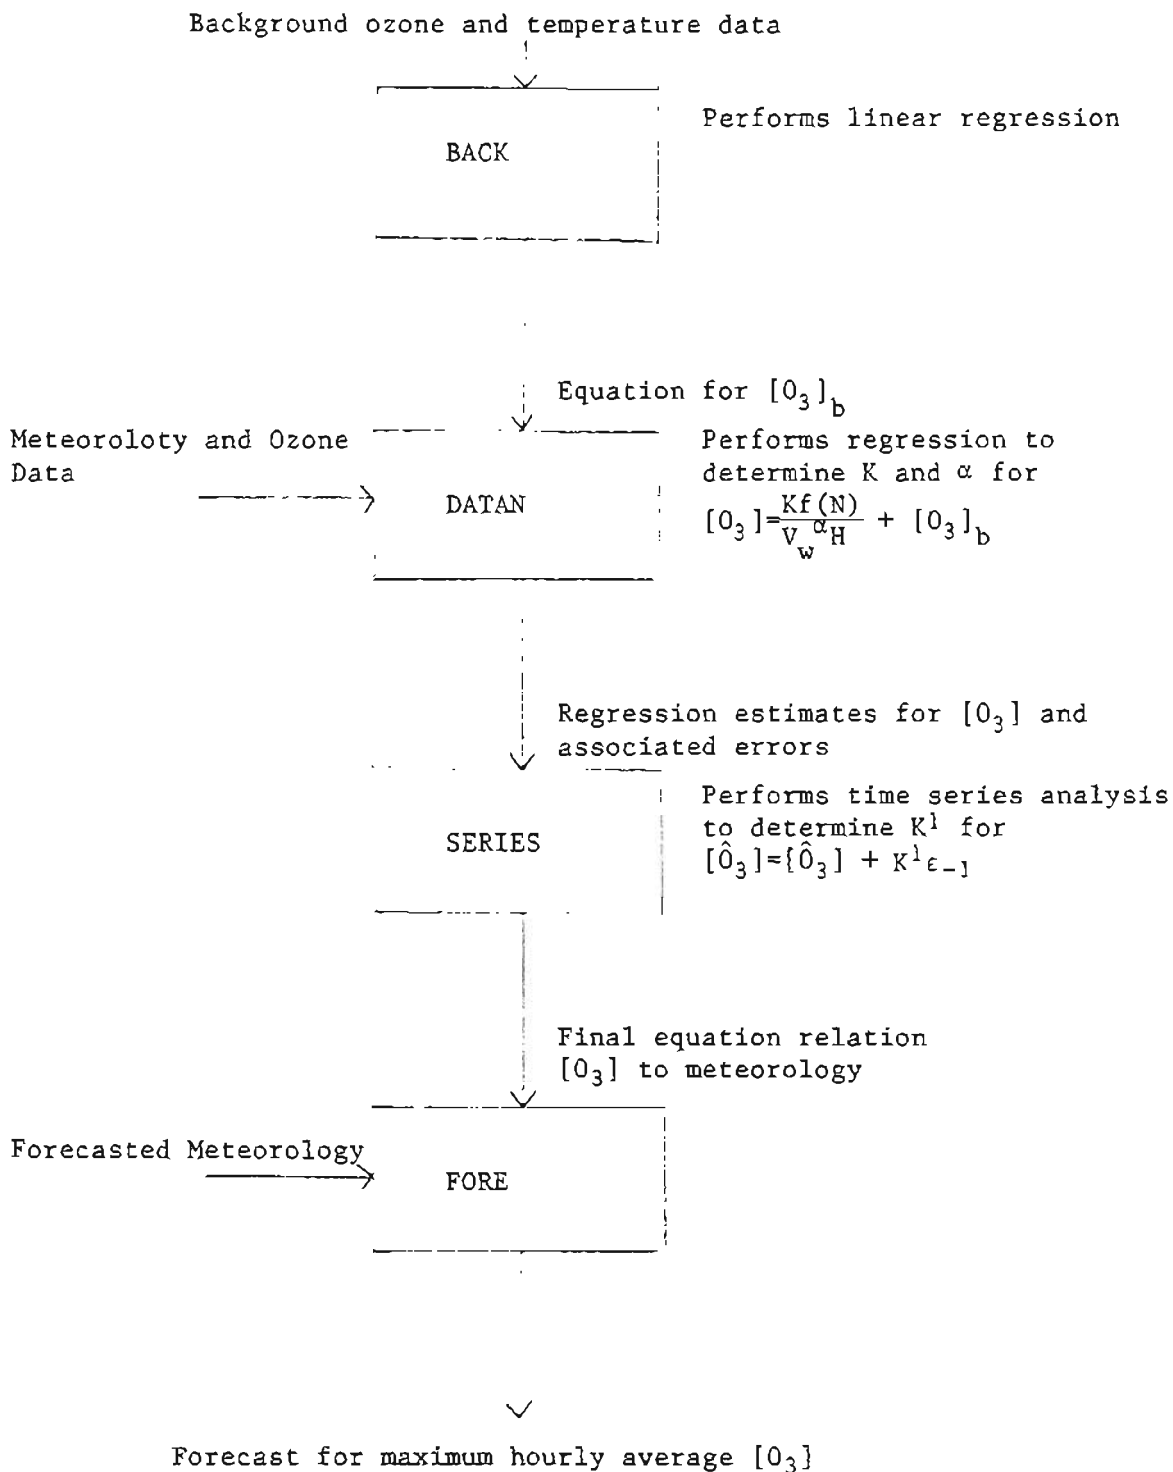 Background ozone and temperature data
Performs linear regression
BACK
Equation for [O₃]b
Meteoroloty and Ozone
Data
Performs regression to
determine K and α for
DATAN
[O₃]=Kf(N)/Vw^αH + [O₃]b
Regression estimates for [O₃] and
associated errors
Performs time series analysis
to determine K¹ for
SERIES
[Ô₃]={Ô₃] + K¹ε₋₁
Final equation relation
[O₃] to meteorology
Forecasted Meteorology
FORE
Forecast for maximum hourly average [O₃]